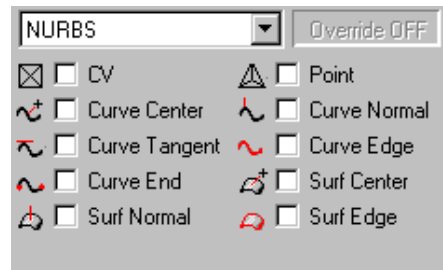 NURBS Override OFF
CV Point
Curve Center Curve Normal
Curve Tangent Curve Edge
Curve End Surf Center
Surf Normal Surf Edge